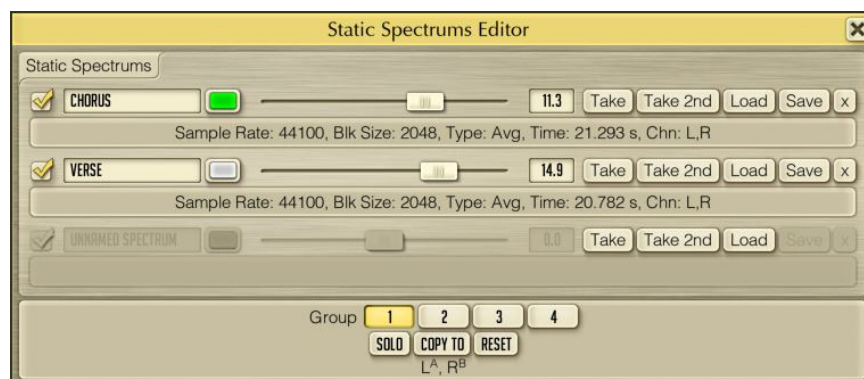 Static Spectrums Editor
Static Spectrums
CHORUS 11.3 Take Take 2nd Load Save x
Sample Rate: 44100, Blk Size: 2048, Type: Avg, Time: 21.293 s, Chn: L,R
VERSE 14.9 Take Take 2nd Load Save x
Sample Rate: 44100, Blk Size: 2048, Type: Avg, Time: 20.782 s, Chn: L,R
UNNAMED SPECTRUM 0.0 Take Take 2nd Load Save x
Group 1 2 3 4
SOLO COPY TO RESET
Lᴬ, Rᴮ